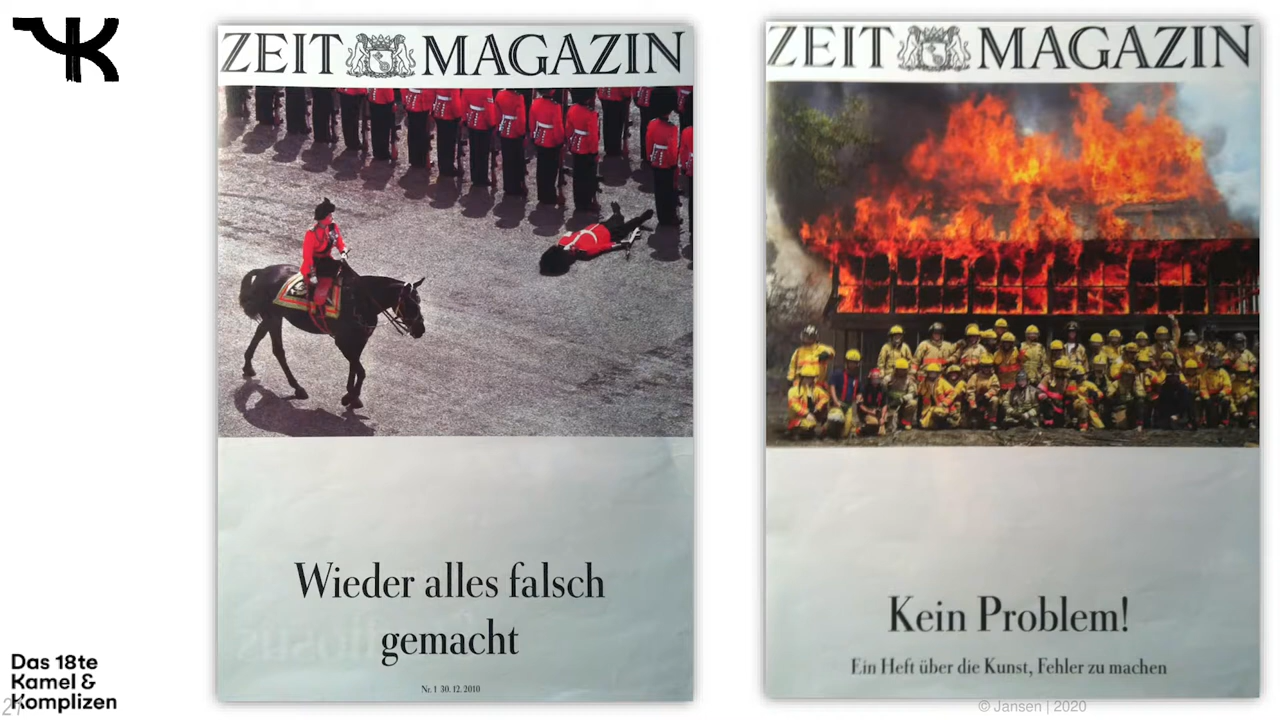 ZEIT MAGAZIN
Wieder alles falsch
gemacht
Nr. 1 30. 12. 2010
ZEIT MAGAZIN
Kein Problem!
Ein Heft über die Kunst, Fehler zu machen
Das 18te
Kamel &
Komplizen
© Jansen | 2020